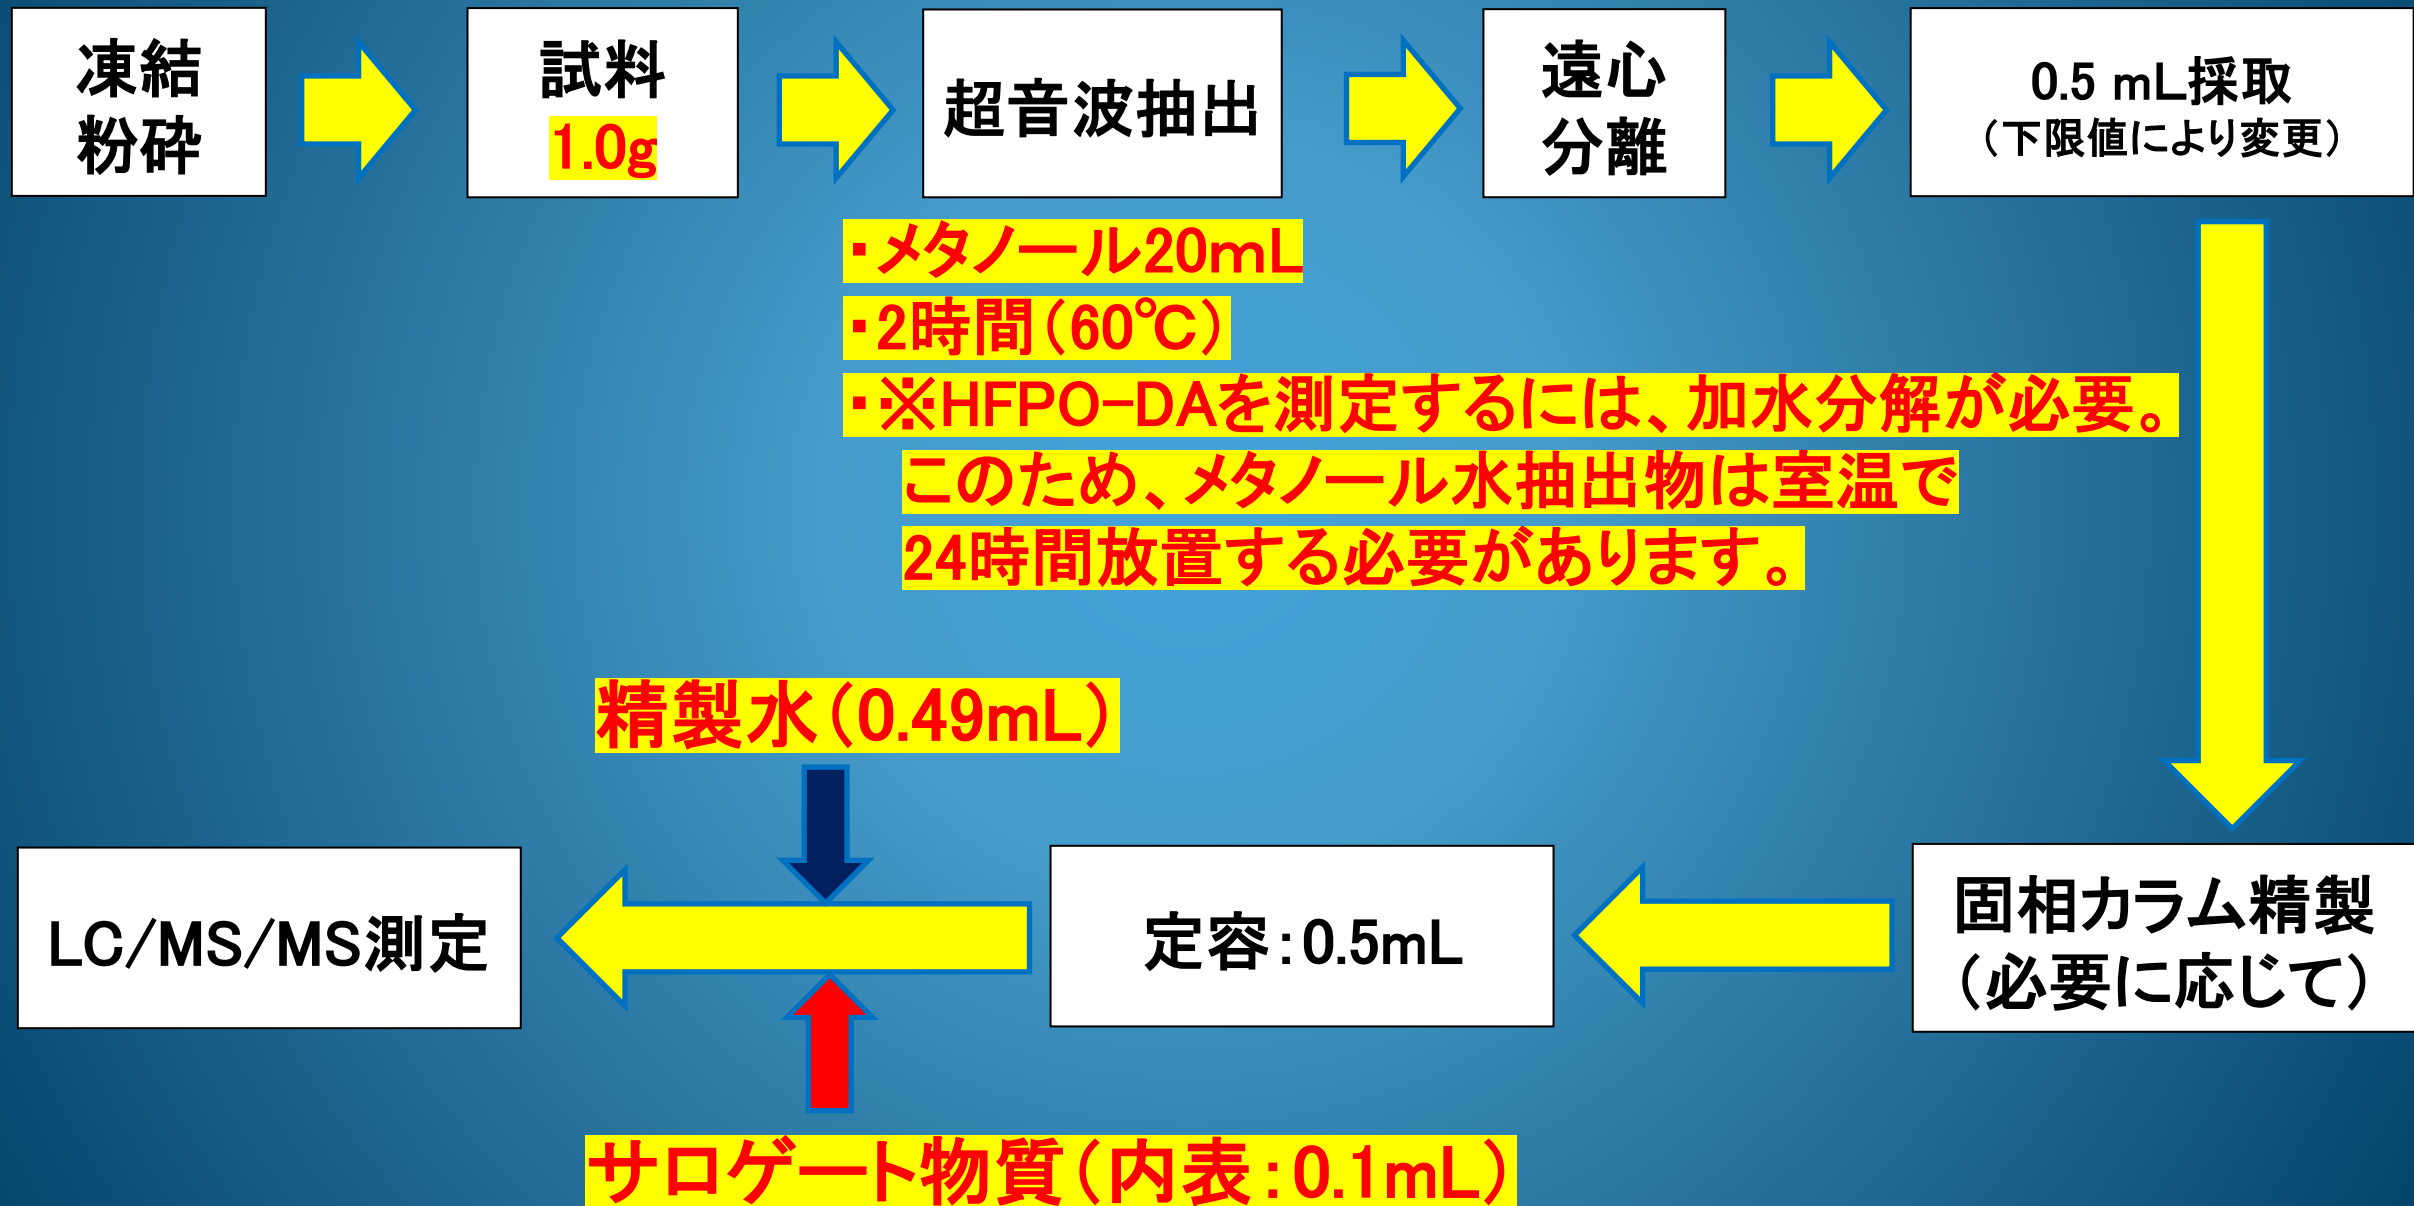 凍結
粉砕
試料
1.0g
超音波抽出
遠心
分離
0.5 mL採取
（下限値により変更）
・メタノール20mL
・2時間（60℃）
・※HFPO-DAを測定するには、加水分解が必要。
このため、メタノール水抽出物は室温で
24時間放置する必要があります。
精製水（0.49mL）
LC/MS/MS測定
定容：0.5mL
固相カラム精製
（必要に応じて）
サロゲート物質（内表：0.1mL）